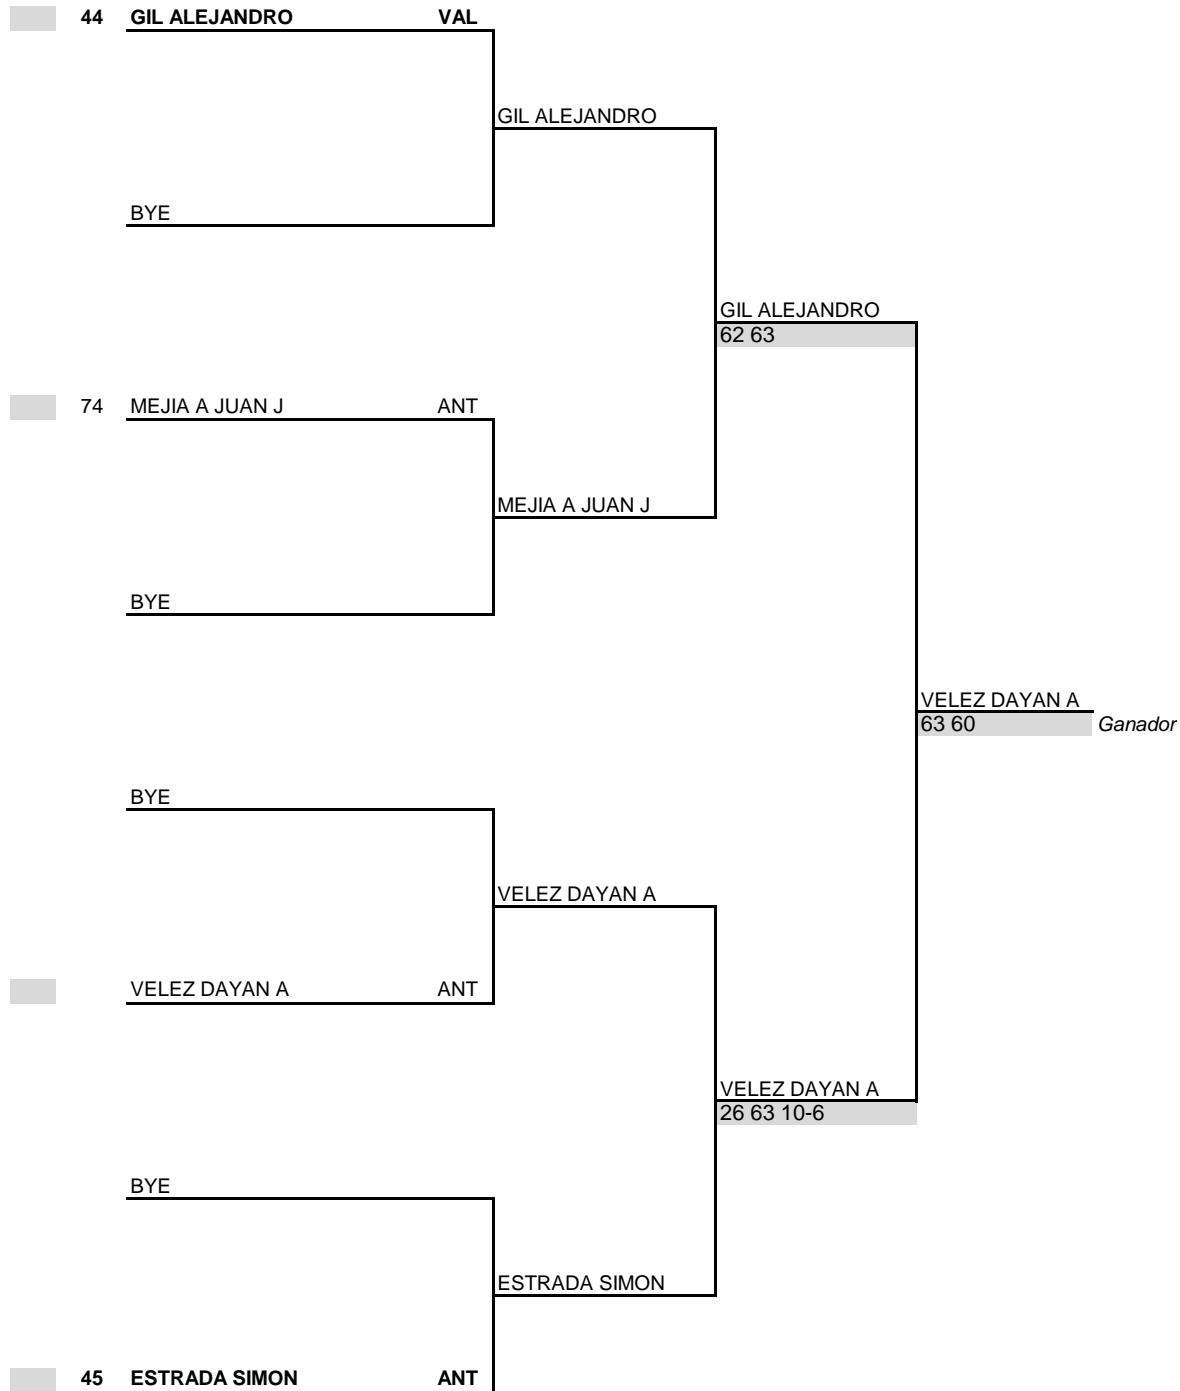 44 GIL ALEJANDRO VAL
GIL ALEJANDRO
BYE
GIL ALEJANDRO
62 63
74 MEJIA A JUAN J ANT
MEJIA A JUAN J
BYE
VELEZ DAYAN A
63 60 Ganador
BYE
VELEZ DAYAN A
VELEZ DAYAN A ANT
VELEZ DAYAN A
26 63 10-6
BYE
ESTRADA SIMON
45 ESTRADA SIMON ANT